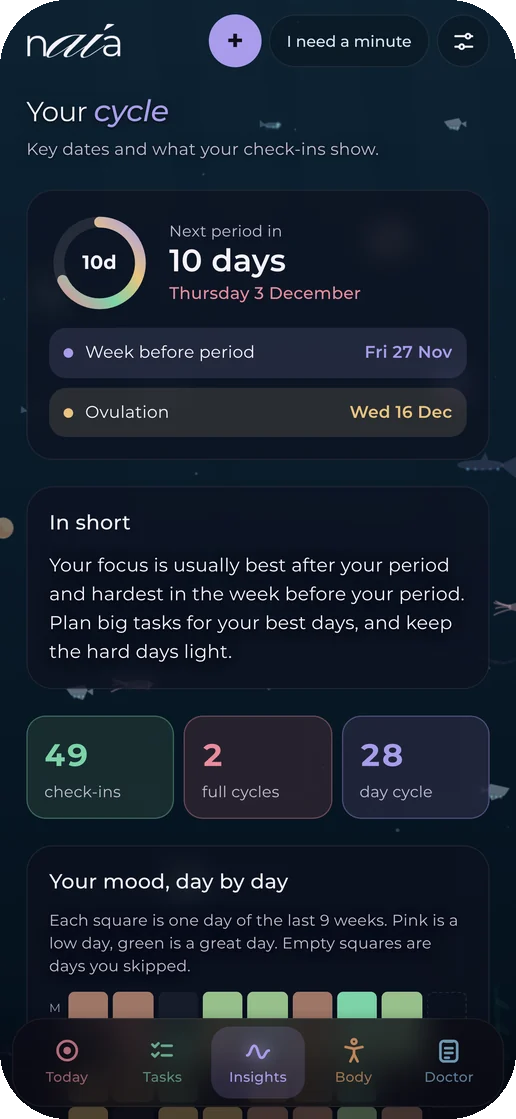 naia
+
I need a minute
Your cycle
Key dates and what your check-ins show.
10d
Next period in
10 days
Thursday 3 December
Week before period
Fri 27 Nov
Ovulation
Wed 16 Dec
In short
Your focus is usually best after your period
and hardest in the week before your period.
Plan big tasks for your best days, and keep
the hard days light.
49
check-ins
2
full cycles
28
day cycle
Your mood, day by day
Each square is one day of the last 9 weeks. Pink is a
low day, green is a great day. Empty squares are
days you skipped.
M
Today
Tasks
Insights
Body
Doctor